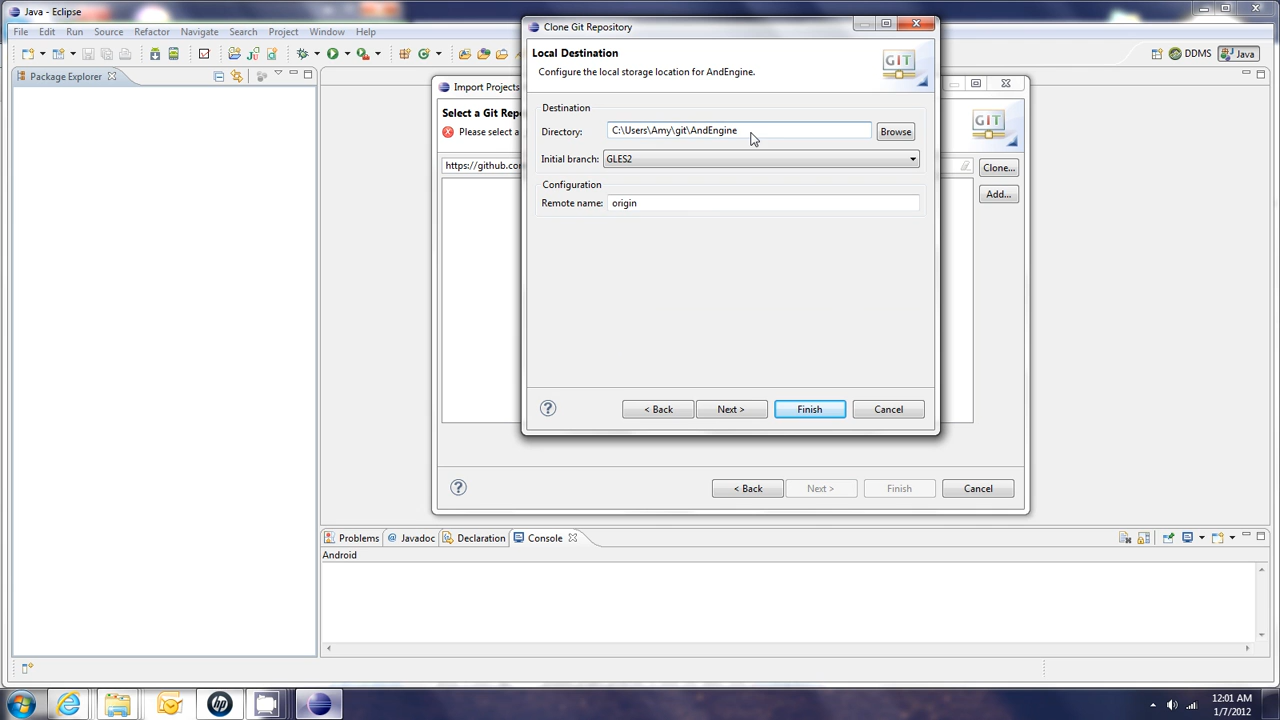 Java - Eclipse
File Edit Run Source Refactor Navigate Search Project Window Help
DDMS Java
Package Explorer
Import Projects
Select a Git Repo
Please select a
https://github.com
Clone...
Add...
GIT
Clone Git Repository
Local Destination
Configure the local storage location for AndEngine.
GIT
Destination
Directory: C:\Users\Amy\git\AndEngine Browse
Initial branch: GLES2
Configuration
Remote name: origin
? < Back Next > Finish Cancel
? < Back Next > Finish Cancel
Problems @ Javadoc Declaration Console
Android
hp
12:01 AM
1/7/2012